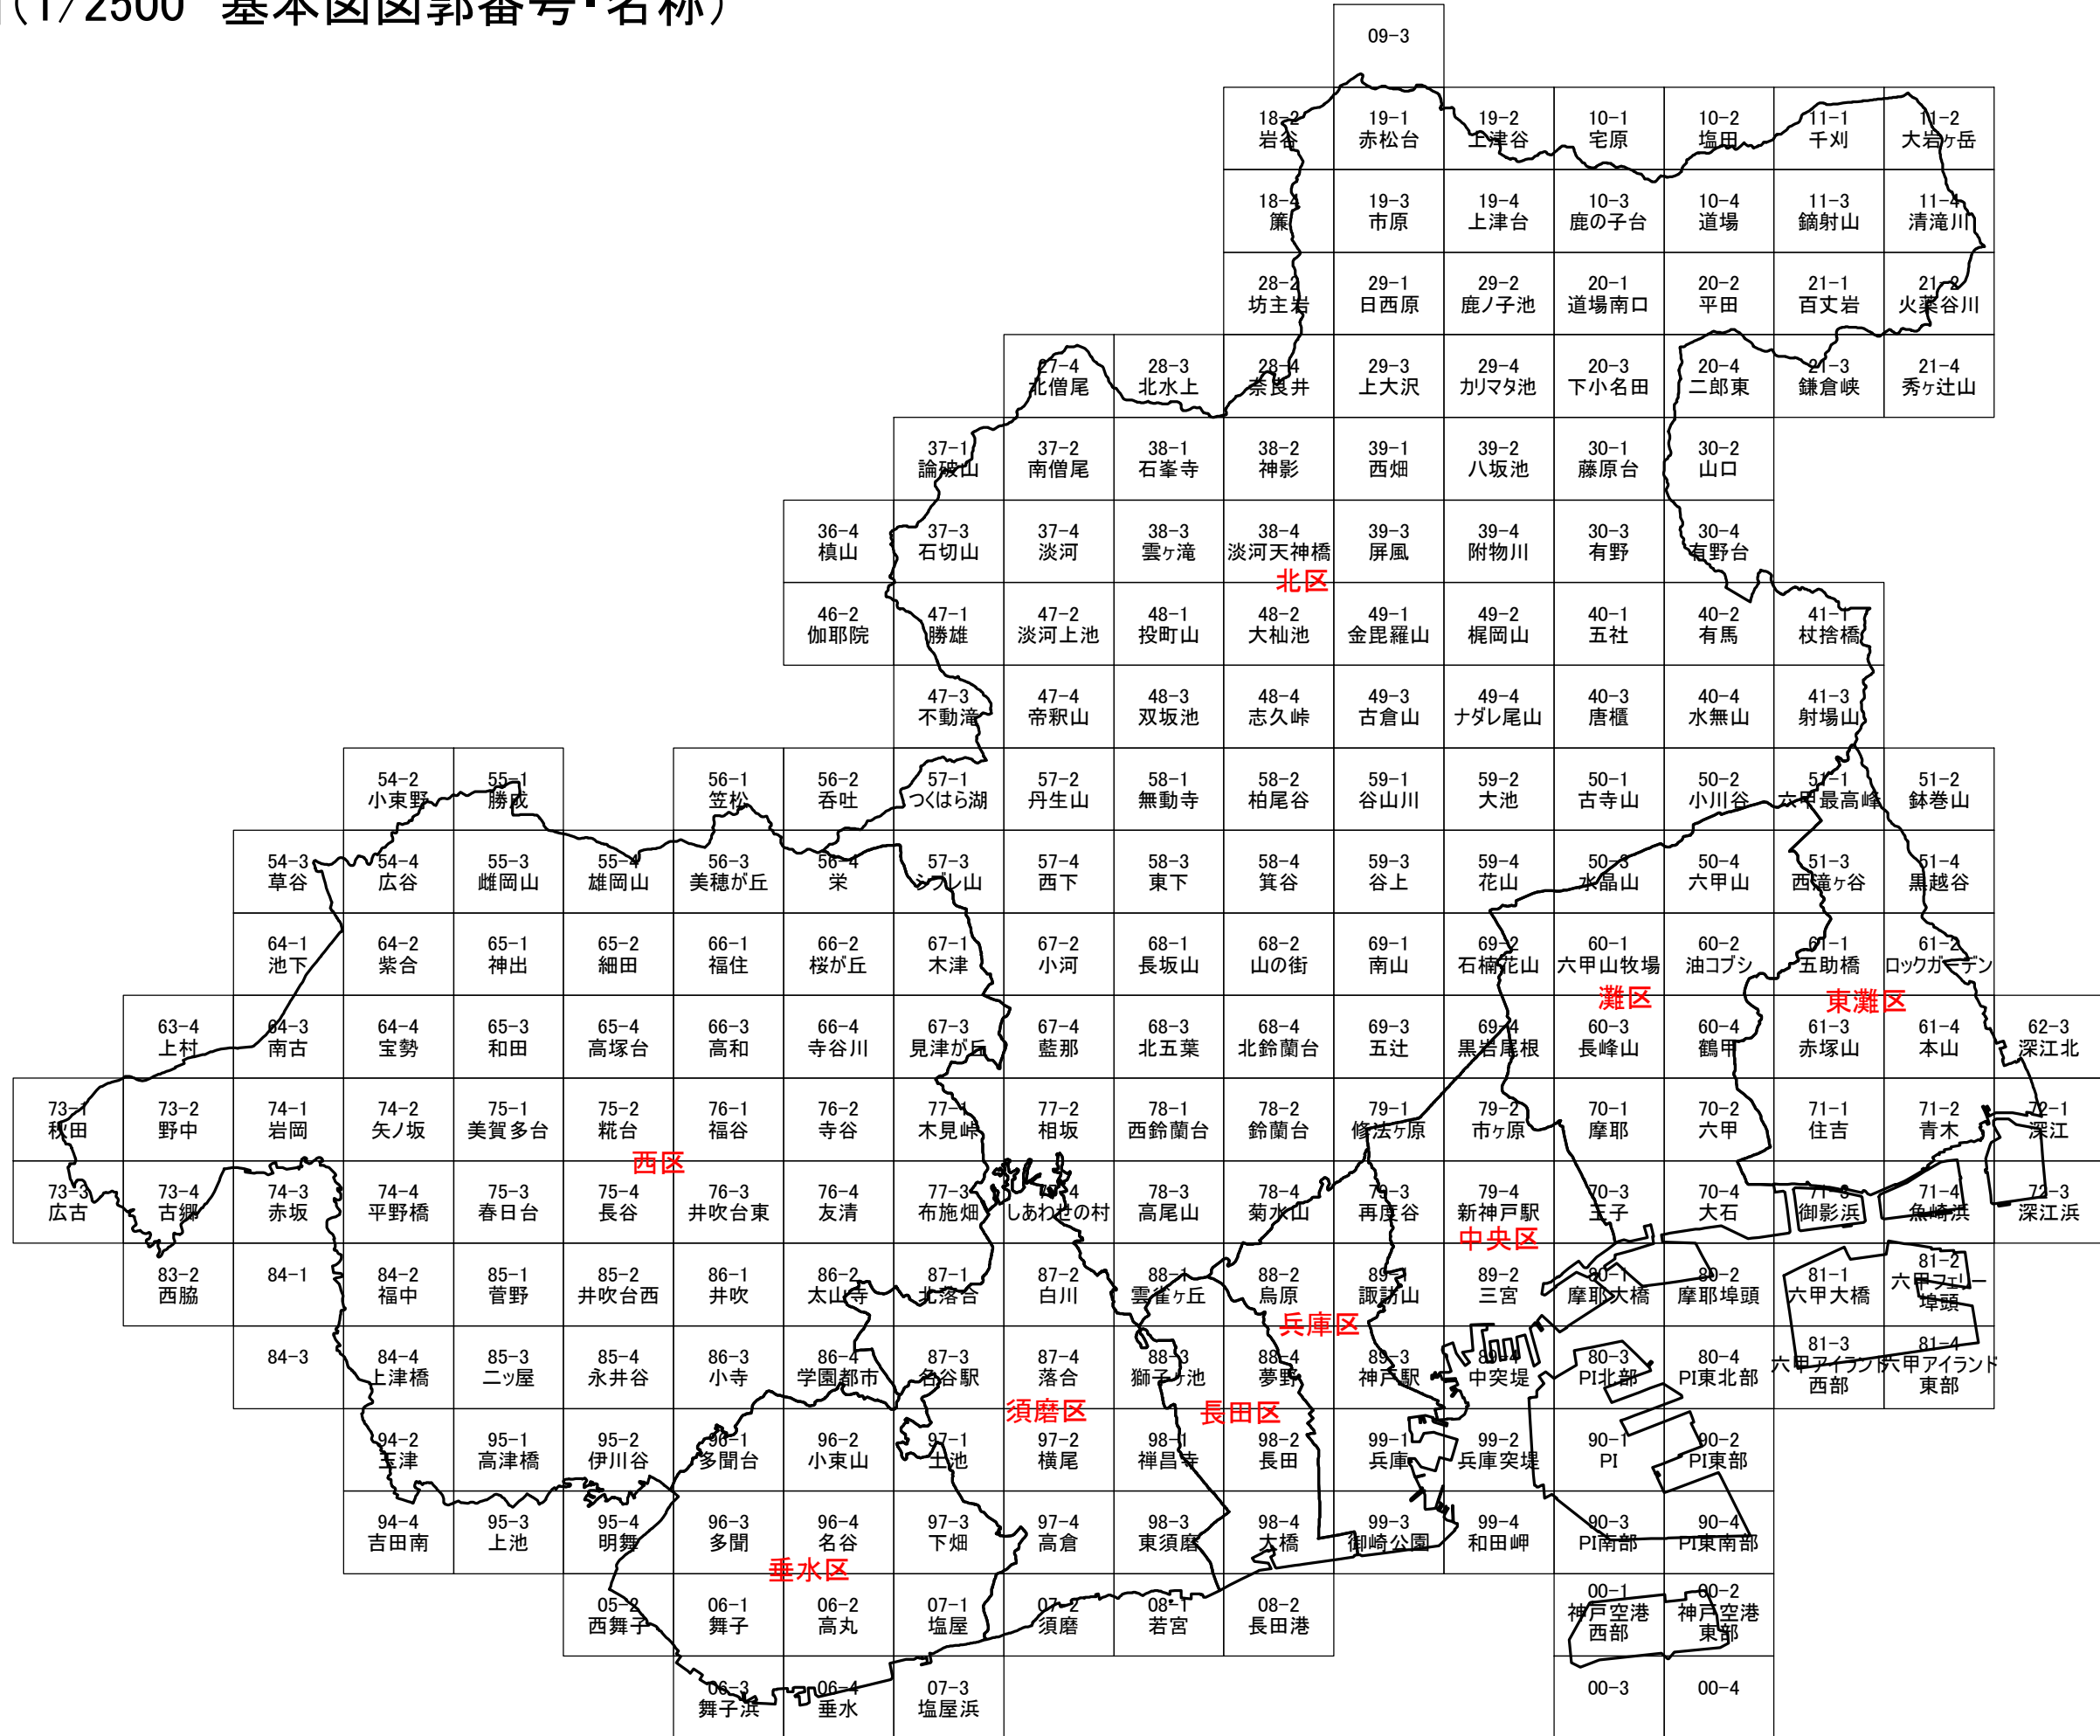 (1/2500 基本図図郭番号・名称)
09-3
18-2 19-1 19-2 10-1 10-2 11-1 11-2
岩谷 赤松台 上津谷 宅原 塩田 千刈 大岩ヶ岳
18-4 19-3 19-4 10-3 10-4 11-3 11-4
簾 市原 上津台 鹿の子台 道場 鏑射山 清滝川
28-2 29-1 29-2 20-1 20-2 21-1 21-2
坊主岩 日西原 鹿ノ子池 道場南口 平田 百丈岩 火薬谷川
27-4 28-3 28-4 29-3 29-4 20-3 20-4 21-3 21-4
北僧尾 北水上 奈良井 上大沢 カリマタ池 下小名田 二郎東 鎌倉峡 秀ヶ辻山
37-1 37-2 38-1 38-2 39-1 39-2 30-1 30-2
論破山 南僧尾 石峯寺 神影 西畑 八坂池 藤原台 山口
36-4 37-3 37-4 38-3 38-4 39-3 39-4 30-3 30-4
槙山 石切山 淡河 雲ヶ滝 淡河天神橋 屏風 附物川 有野 有野台
北区
46-2 47-1 47-2 48-1 48-2 49-1 49-2 40-1 40-2 41-1
伽耶院 勝雄 淡河上池 投町山 大杣池 金毘羅山 梶岡山 五社 有馬 杖捨橋
47-3 47-4 48-3 48-4 49-3 49-4 40-3 40-4 41-3
不動滝 帝釈山 双坂池 志久峠 古倉山 ナダレ尾山 唐櫃 水無山 射場山
54-2 55-1 56-1 56-2 57-1 57-2 58-1 58-2 59-1 59-2 50-1 50-2 51-1 51-2
小東野 勝成 笠松 呑吐 つくはら湖 丹生山 無動寺 柏尾谷 谷山川 大池 古寺山 小川谷 六甲最高峰 鉢巻山
54-3 54-4 55-3 55-4 56-3 56-4 57-3 57-4 58-3 58-4 59-3 59-4 50-3 50-4 51-3 51-4
草谷 広谷 雌岡山 雄岡山 美穂が丘 栄 シブレ山 西下 東下 箕谷 谷上 花山 水晶山 六甲山 西滝ヶ谷 黒越谷
64-1 64-2 65-1 65-2 66-1 66-2 67-1 67-2 68-1 68-2 69-1 69-2 60-1 60-2 61-1 61-2
池下 紫合 神出 細田 福住 桜が丘 木津 小河 長坂山 山の街 南山 石楠花山 六甲山牧場 油コブシ 五助橋 ロックガーデン
灘区 東灘区
63-4 64-3 64-4 65-3 65-4 66-3 66-4 67-3 67-4 68-3 68-4 69-3 69-4 60-3 60-4 61-3 61-4 62-3
上村 南古 宝勢 和田 高塚台 高和 寺谷川 見津が丘 藍那 北五葉 北鈴蘭台 五辻 黒岩尾根 長峰山 鶴甲 赤塚山 本山 深江北
73-1 73-2 74-1 74-2 75-1 75-2 76-1 76-2 77-1 77-2 78-1 78-2 79-1 79-2 70-1 70-2 71-1 71-2 72-1
秋田 野中 岩岡 矢ノ坂 美賀多台 糀台 福谷 寺谷 木見峠 相坂 西鈴蘭台 鈴蘭台 修法ヶ原 市ヶ原 摩耶 六甲 住吉 青木 深江
西区
73-3 73-4 74-3 74-4 75-3 75-4 76-3 76-4 77-3 77-4 78-3 78-4 79-3 79-4 70-3 70-4 71-3 71-4 72-3
広古 古郷 赤坂 平野橋 春日台 長谷 井吹台東 友清 布施畑 しあわせの村 高尾山 菊水山 再度谷 新神戸駅 王子 大石 御影浜 魚崎浜 深江浜
中央区
83-2 84-1 84-2 85-1 85-2 86-1 86-2 87-1 87-2 88-1 88-2 89-1 89-2 80-1 80-2 81-1 81-2
西脇 福中 菅野 井吹台西 井吹 太山寺 北落合 白川 雲雀ヶ丘 烏原 諏訪山 三宮 摩耶大橋 摩耶埠頭 六甲大橋 六甲フェリー
埠頭
兵庫区
84-3 84-4 85-3 85-4 86-3 86-4 87-3 87-4 88-3 88-4 89-3 89-4 80-3 80-4 81-3 81-4
上津橋 二ッ屋 永井谷 小寺 学園都市 名谷駅 落合 獅子ヶ池 夢野 神戸駅 中突堤 PI北部 PI東北部 六甲アイランド 六甲アイランド
西部 東部
須磨区 長田区
94-2 95-1 95-2 96-1 96-2 97-1 97-2 98-1 98-2 99-1 99-2 90-1 90-2
玉津 高津橋 伊川谷 多聞台 小東山 土池 横尾 禅昌寺 長田 兵庫 兵庫突堤 PI PI東部
94-4 95-3 95-4 96-3 96-4 97-3 97-4 98-3 98-4 99-3 99-4 90-3 90-4
吉田南 上池 明舞 多聞 名谷 下畑 高倉 東須磨 大橋 御崎公園 和田岬 PI南部 PI東南部
垂水区
05-2 06-1 06-2 07-1 07-2 08-1 08-2 00-1 00-2
西舞子 舞子 高丸 塩屋 須磨 若宮 長田港 神戸空港 神戸空港
西部 東部
06-3 06-4 07-3 00-3 00-4
舞子浜 垂水 塩屋浜